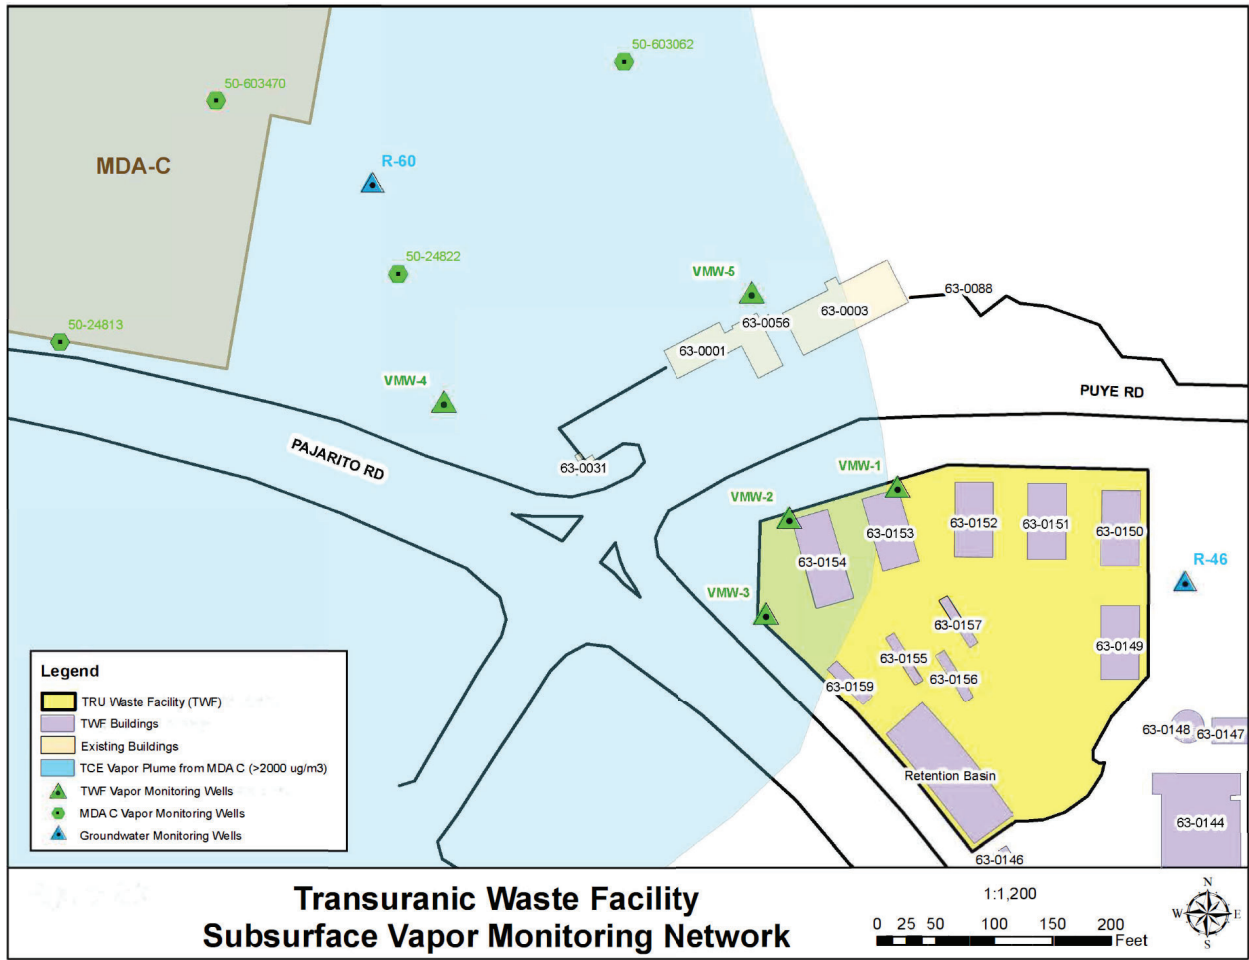 50-603062
50-603470
MDA-C
R-60
50-24822
VMW-5
63-0088
63-0003
63-0056
50-24813
63-0001
VMW-4
PUYE RD
PAJARITO RD
63-0031
VMW-1
VMW-2
63-0152
63-0151
63-0150
63-0153
63-0154
R-46
VMW-3
63-0157
63-0149
63-0155
63-0156
63-0159
63-0148
63-0147
Retention Basin
63-0144
63-0146
Legend
TRU Waste Facility (TWF)
TWF Buildings
Existing Buildings
TCE Vapor Plume from MDA C (>2000 ug/m3)
TWF Vapor Monitoring Wells
MDA C Vapor Monitoring Wells
Groundwater Monitoring Wells
Transuranic Waste Facility
Subsurface Vapor Monitoring Network
1:1,200
0 25 50 100 150 200
Feet
N
W E
S